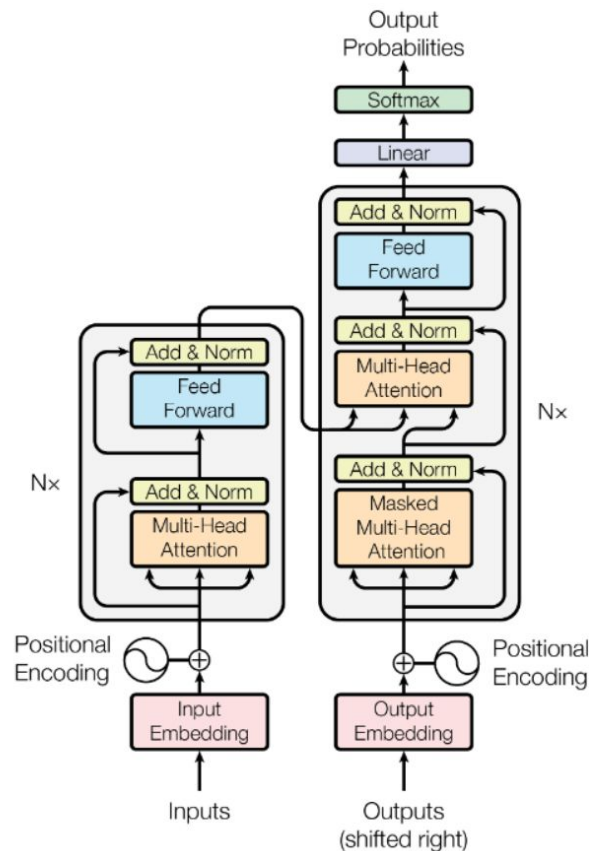 Output
Probabilities
Softmax
Linear
Add & Norm
Feed
Forward
Add & Norm
Multi-Head
Attention
Add & Norm
Masked
Multi-Head
Attention
Nx
Add & Norm
Feed
Forward
Add & Norm
Multi-Head
Attention
Nx
Positional
Encoding
Positional
Encoding
Input
Embedding
Output
Embedding
Inputs
Outputs
(shifted right)